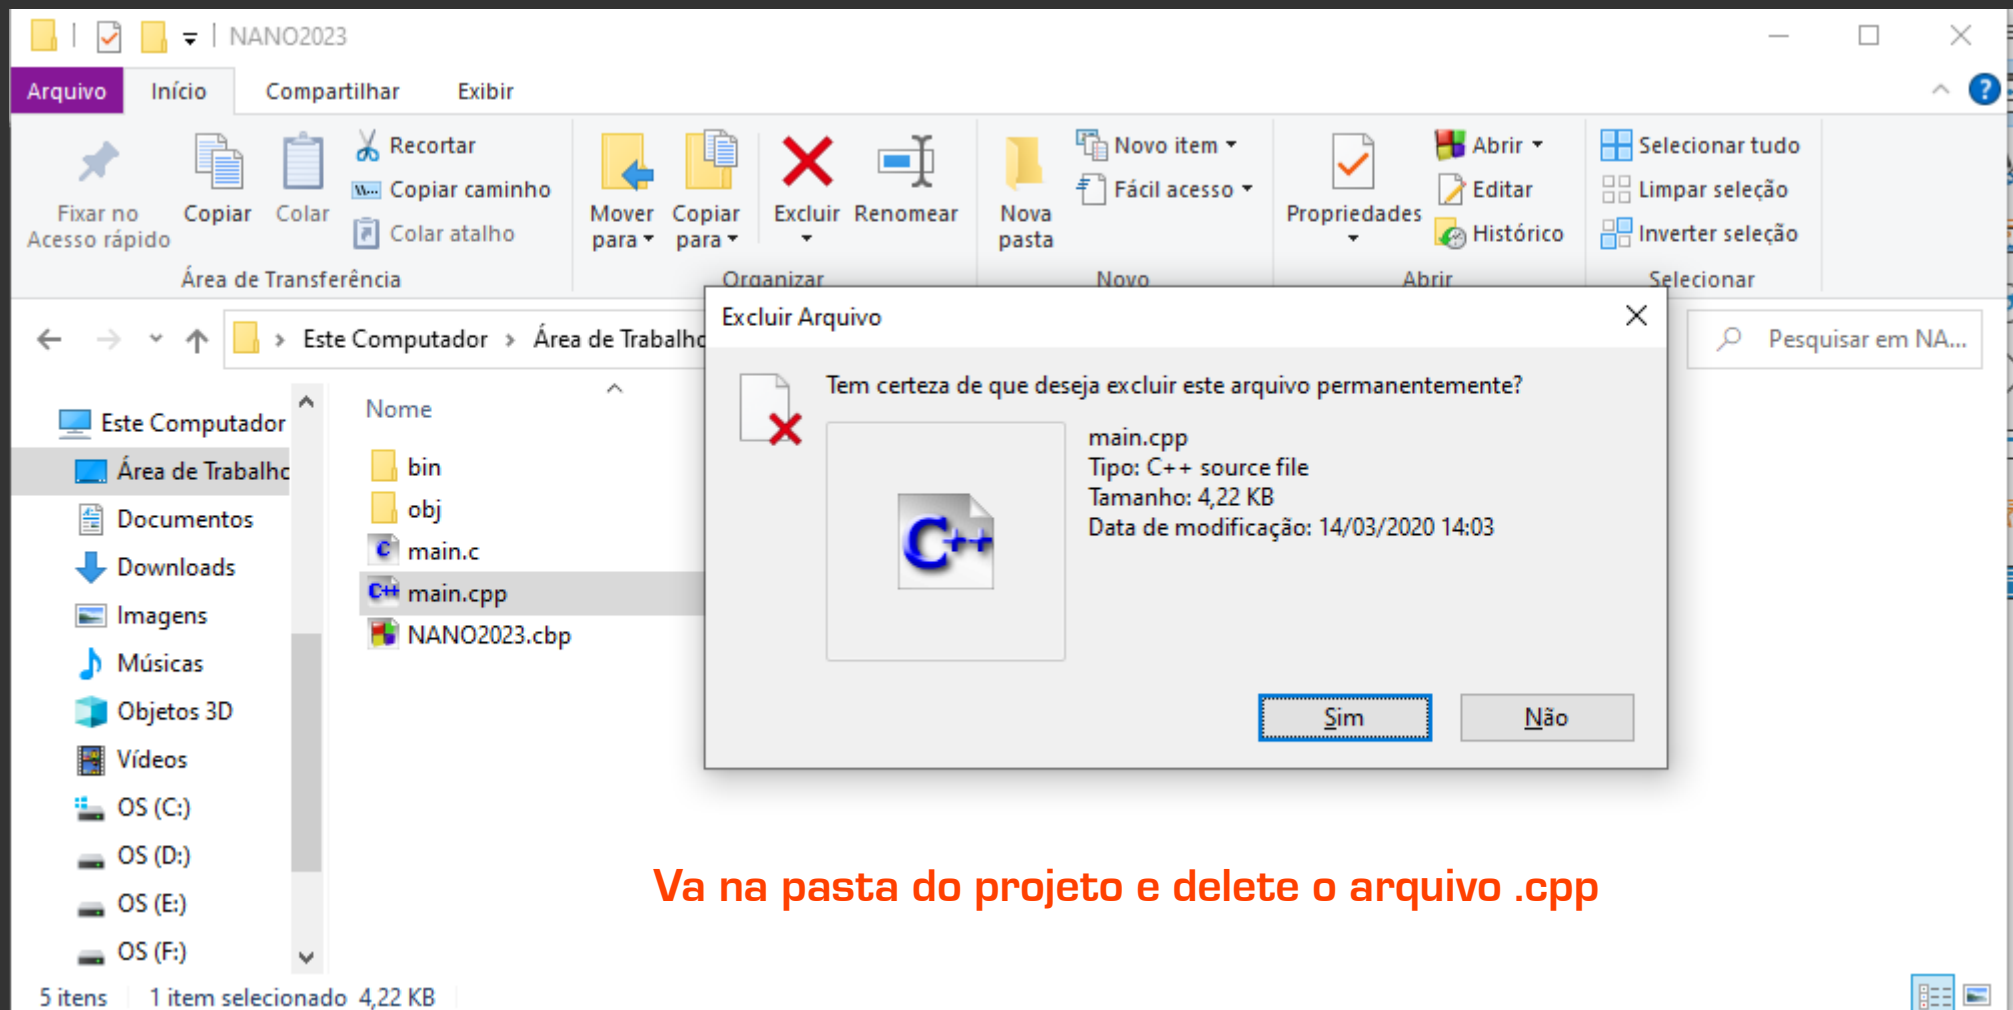 NANO2023
Arquivo Início Compartilhar Exibir
Fixar no
Acesso rápido
Copiar
Colar
Recortar
Copiar caminho
Colar atalho
Área de Transferência
Mover
para
Copiar
para
Excluir
Renomear
Organizar
Nova
pasta
Novo item
Fácil acesso
Novo
Propriedades
Abrir
Editar
Histórico
Abrir
Selecionar tudo
Limpar seleção
Inverter seleção
Selecionar
Este Computador > Área de Trabalho
Pesquisar em NA...
Este Computador
Área de Trabalho
Documentos
Downloads
Imagens
Músicas
Objetos 3D
Vídeos
OS (C:)
OS (D:)
OS (E:)
OS (F:)
Nome
bin
obj
main.c
main.cpp
NANO2023.cbp
Excluir Arquivo
Tem certeza de que deseja excluir este arquivo permanentemente?
C++
main.cpp
Tipo: C++ source file
Tamanho: 4,22 KB
Data de modificação: 14/03/2020 14:03
Sim
Não
Va na pasta do projeto e delete o arquivo .cpp
5 itens 1 item selecionado 4,22 KB